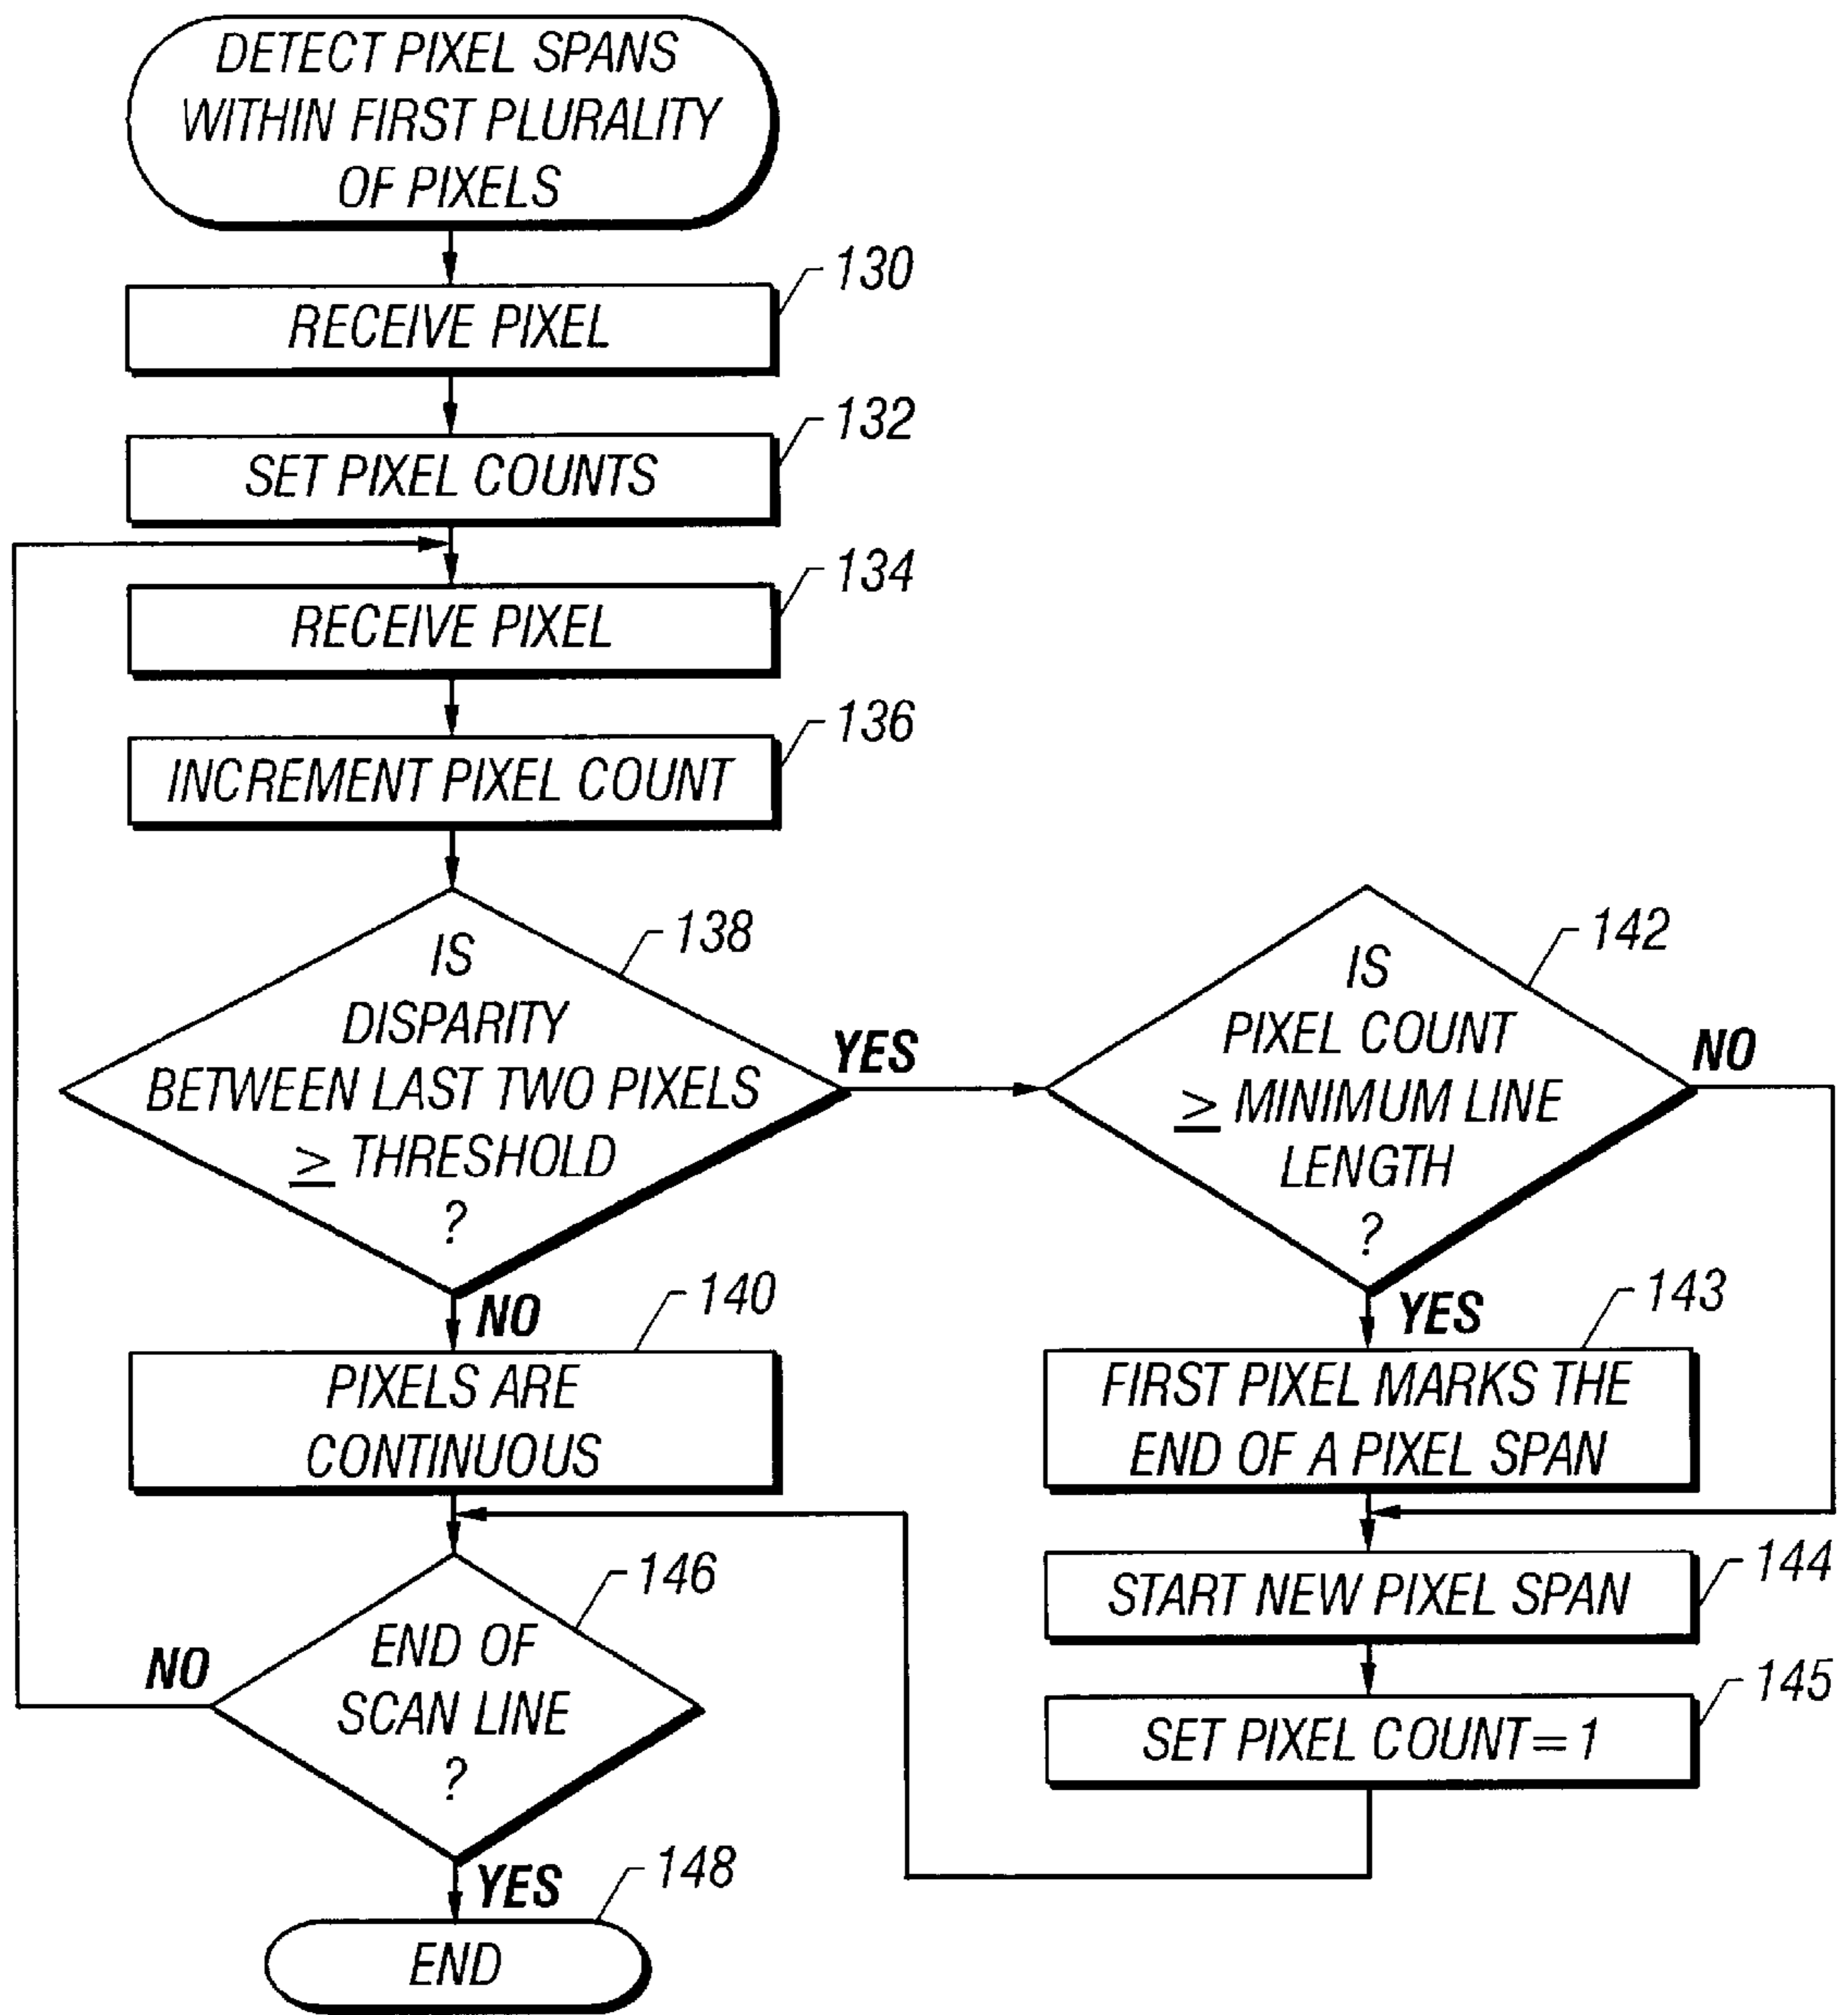 DETECT PIXEL SPANS
WITHIN FIRST PLURALITY
OF PIXELS
130
RECEIVE PIXEL
132
SET PIXEL COUNTS
134
RECEIVE PIXEL
136
INCREMENT PIXEL COUNT
138
IS
DISPARITY
BETWEEN LAST TWO PIXELS
≥ THRESHOLD
?
YES
NO
142
IS
PIXEL COUNT
≥ MINIMUM LINE
LENGTH
?
NO
YES
140
PIXELS ARE
CONTINUOUS
143
FIRST PIXEL MARKS THE
END OF A PIXEL SPAN
144
START NEW PIXEL SPAN
145
SET PIXEL COUNT=1
146
END OF
SCAN LINE
?
NO
YES
148
END